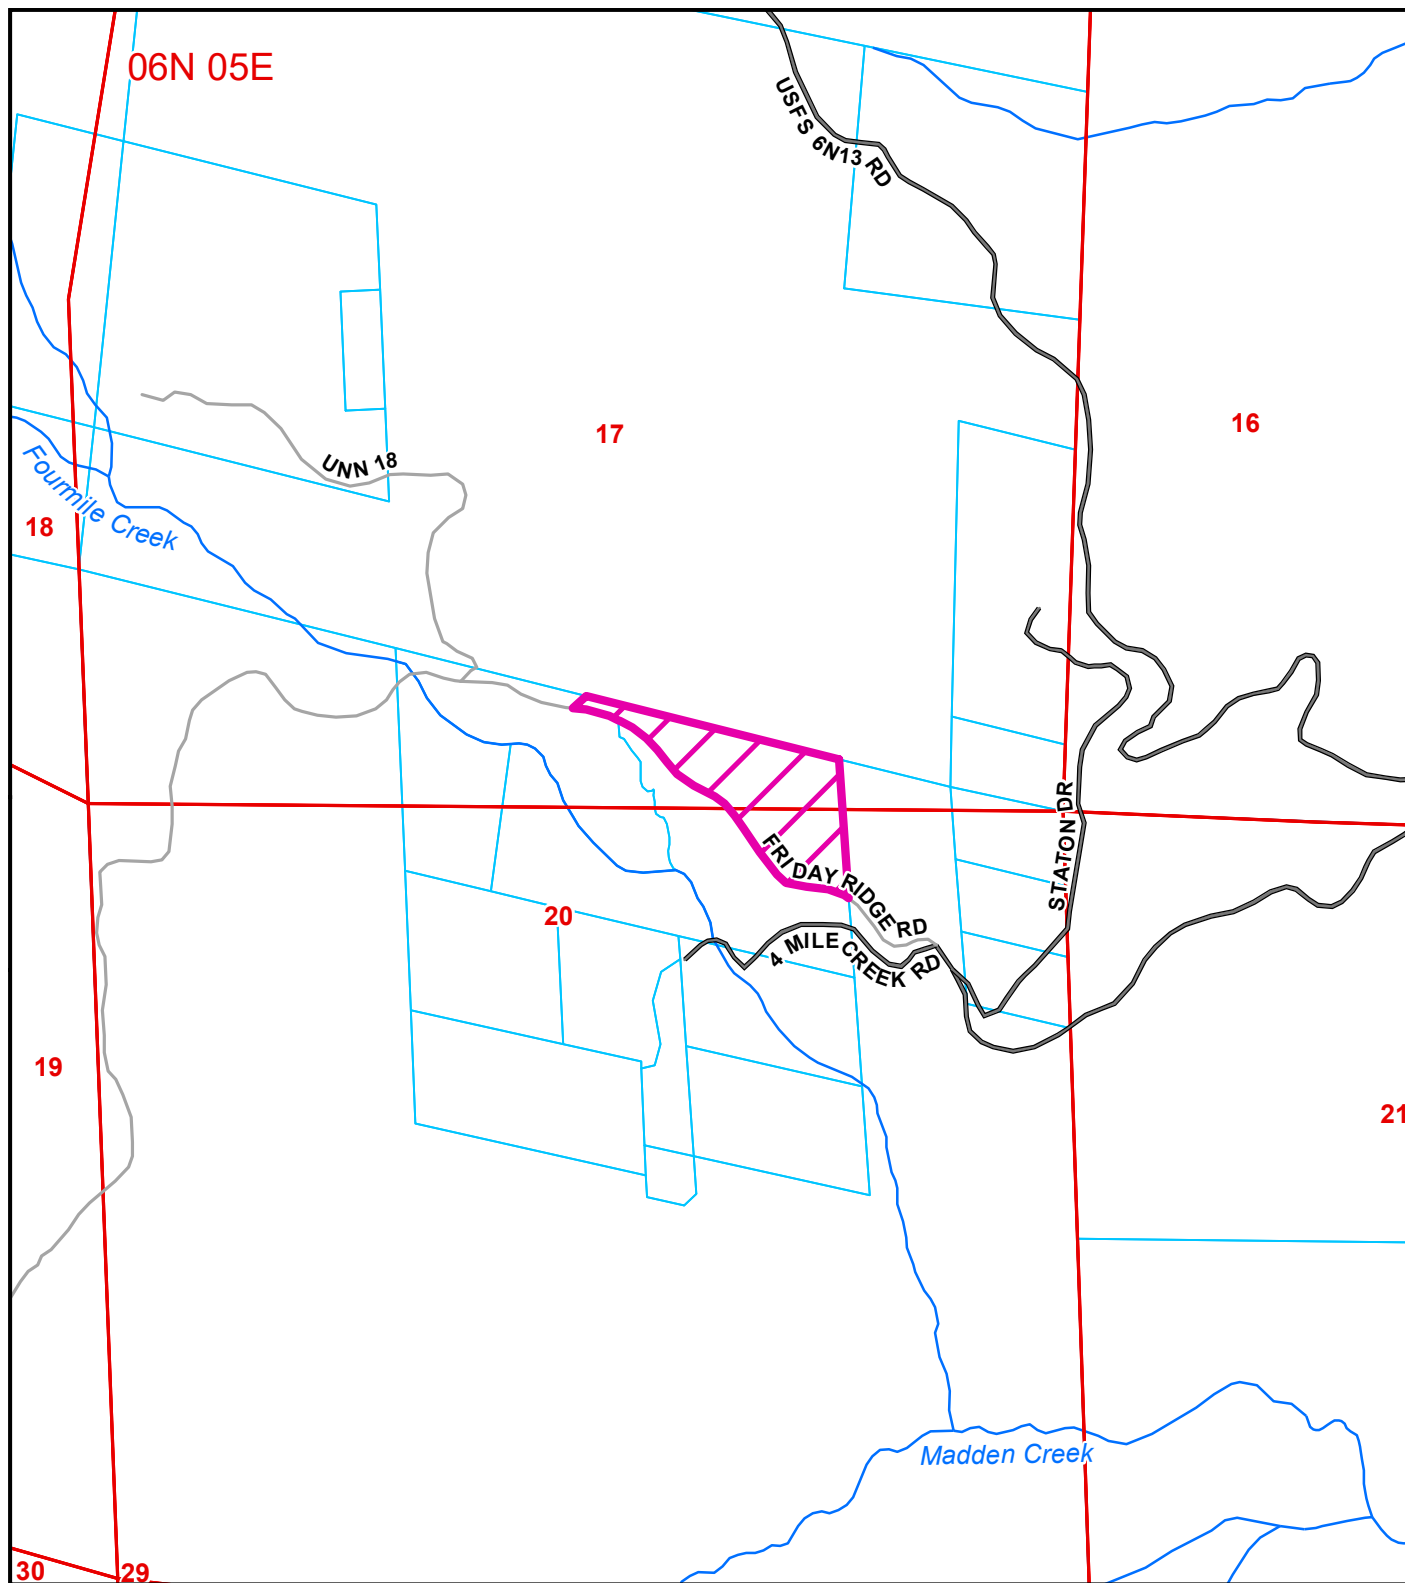 06N 05E
USFS 6N13 RD
16
17
UNN 18
Fourmile Creek
18
STATON DR
FRIDAY RIDGE RD
20
4 MILE CREEK RD
19
21
Madden Creek
30
29